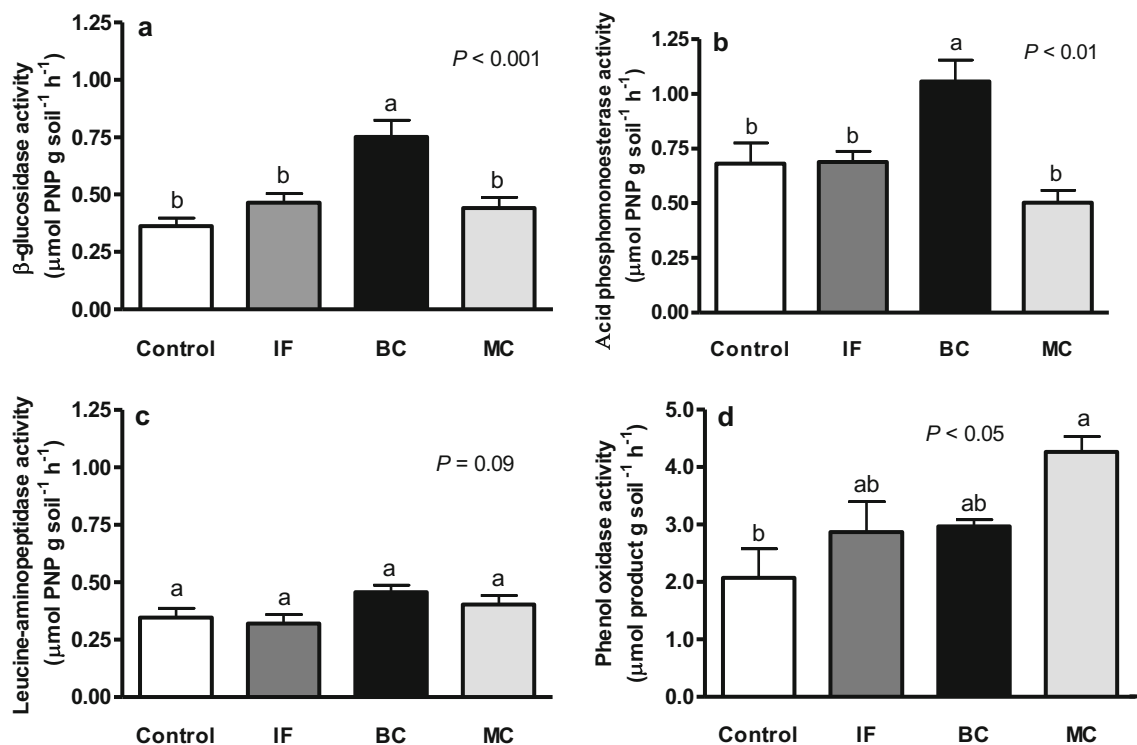 a
P < 0.001
β-glucosidase activity
(μmol PNP g soil⁻¹ h⁻¹)
1.25
1.00
0.75
0.50
0.25
0.00
b
b
a
b
Control IF BC MC
b
P < 0.01
Acid phosphomonoesterase activity
(μmol PNP g soil⁻¹ h⁻¹)
1.25
1.00
0.75
0.50
0.25
0.00
b
b
a
b
Control IF BC MC
c
P = 0.09
Leucine-aminopeptidase activity
(μmol PNP g soil⁻¹ h⁻¹)
1.25
1.00
0.75
0.50
0.25
0.00
a
a
a
a
Control IF BC MC
d
P < 0.05
Phenol oxidase activity
(μmol product g soil⁻¹ h⁻¹)
5.0
4.0
3.0
2.0
1.0
0.0
b
ab
ab
a
Control IF BC MC